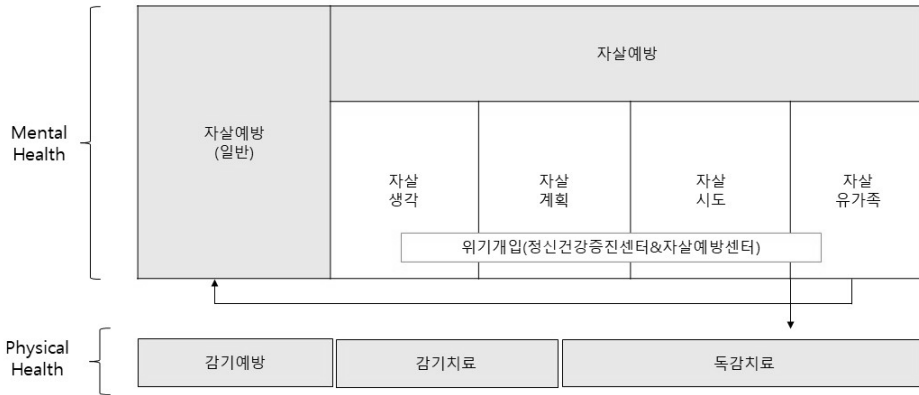 자살예방
Mental
Health
자살예방
(일반)
자살
생각
자살
계획
자살
시도
자살
유가족
위기개입(정신건강증진센터&자살예방센터)
Physical
Health
감기예방
감기치료
독감치료